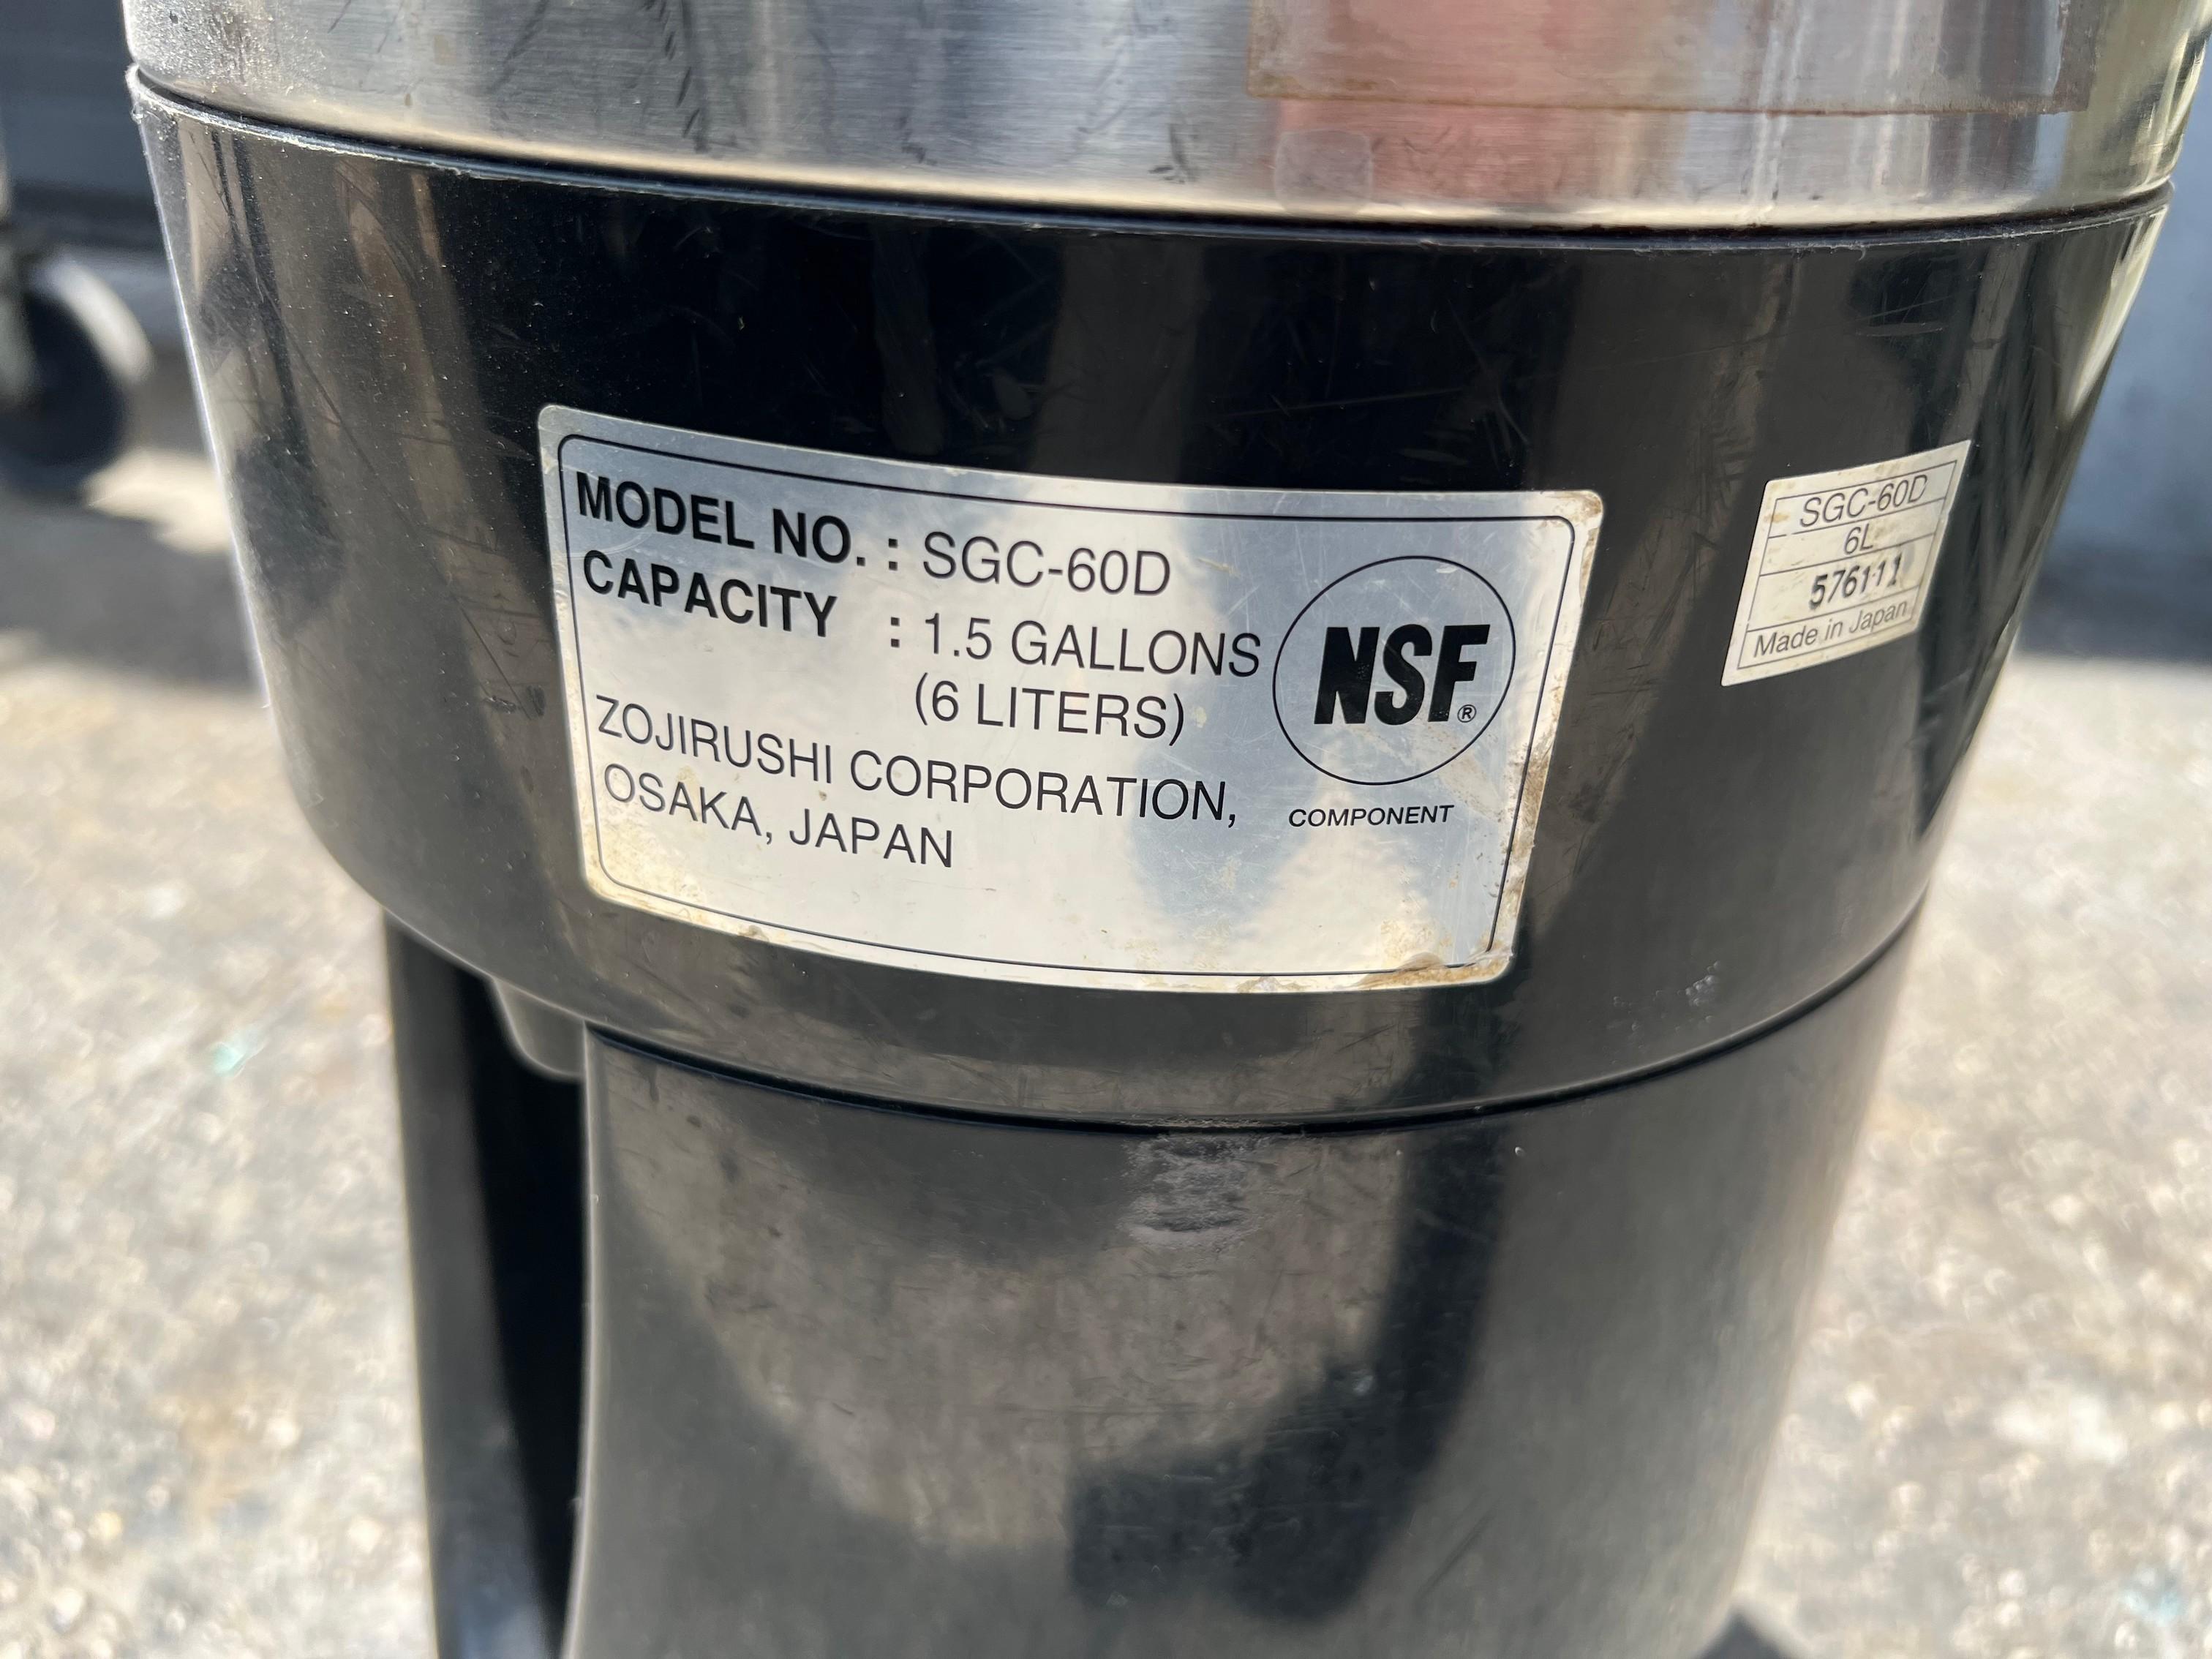 MODEL NO. : SGC-60D
CAPACITY : 1.5 GALLONS
(6 LITERS)
ZOJIRUSHI CORPORATION,
OSAKA, JAPAN
NSF®
COMPONENT
SGC-60D
6L
576111
Made in Japan